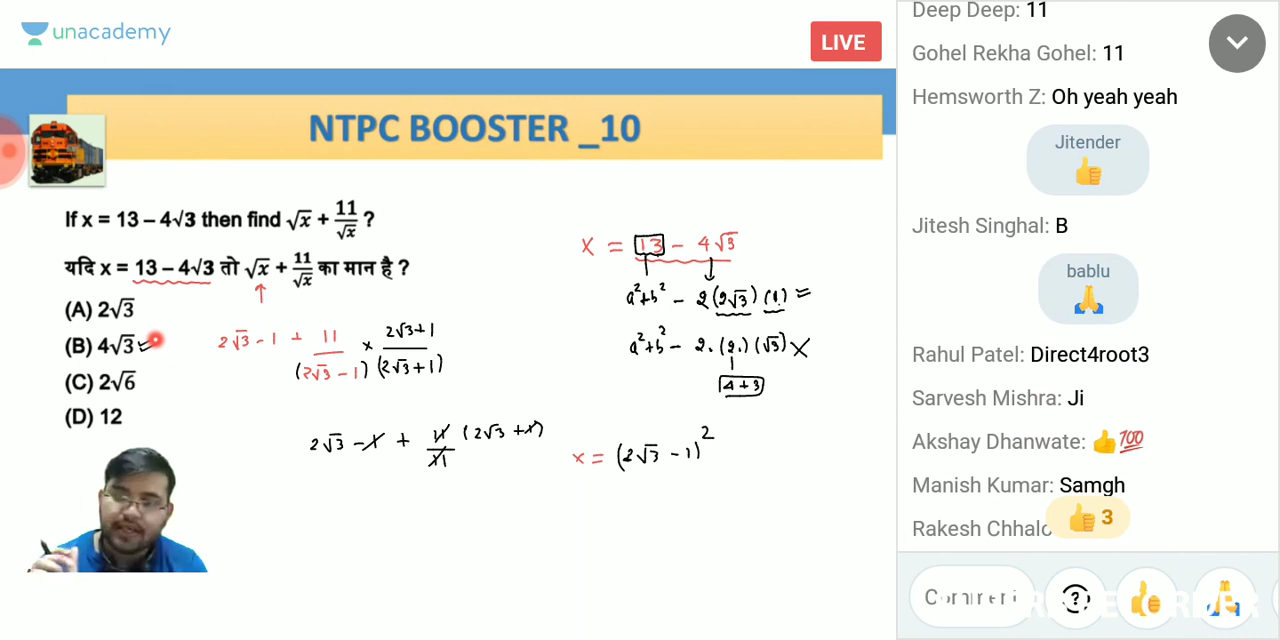 unacademy
LIVE
NTPC BOOSTER _10
If x = 13 – 4√3 then find √x + 11/√x ?
यदि x = 13 – 4√3 तो √x + 11/√x का मान है ?
(A) 2√3
(B) 4√3
(C) 2√6
(D) 12
2√3 - 1 + 11/(2√3 - 1) × (2√3+1)/(2√3+1)
2√3 - 1 + 11/11 (2√3 + 1)
x = 13 - 4√3
a²+b² - 2(2√3)(1) =
a²+b² - 2.(2.)(√3) ×
4+3
x = (2√3 - 1)²
Deep Deep: 11
Gohel Rekha Gohel: 11
Hemsworth Z: Oh yeah yeah
Jitender
👍
Jitesh Singhal: B
bablu
🙏
Rahul Patel: Direct4root3
Sarvesh Mishra: Ji
Akshay Dhanwate: 👍💯
Manish Kumar: Samgh
Rakesh Chhalo
👍 3
Comment
?